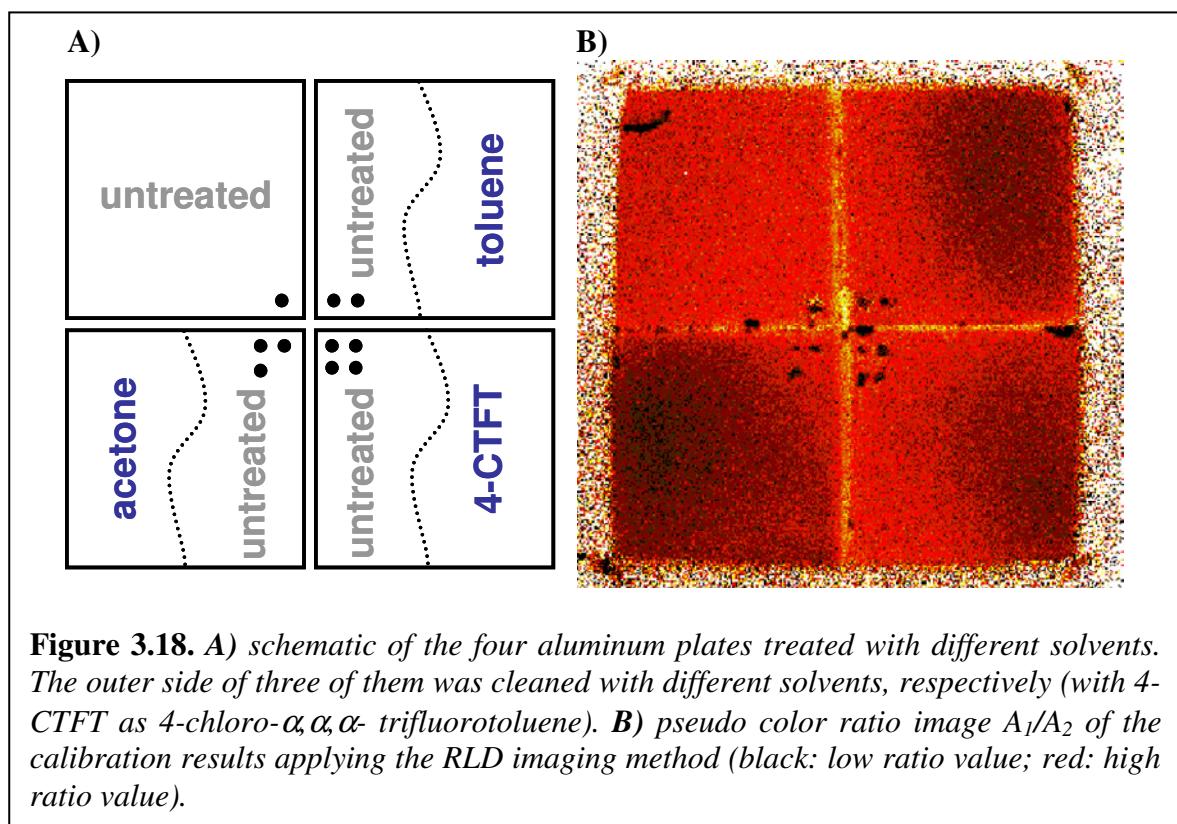 A)
B)
untreated
untreated
toluene
acetone
untreated
untreated
4-CTFT
Figure 3.18. A) schematic of the four aluminum plates treated with different solvents.
The outer side of three of them was cleaned with different solvents, respectively (with 4-
CTFT as 4-chloro-α,α,α- trifluorotoluene). B) pseudo color ratio image A1/A2 of the
calibration results applying the RLD imaging method (black: low ratio value; red: high
ratio value).